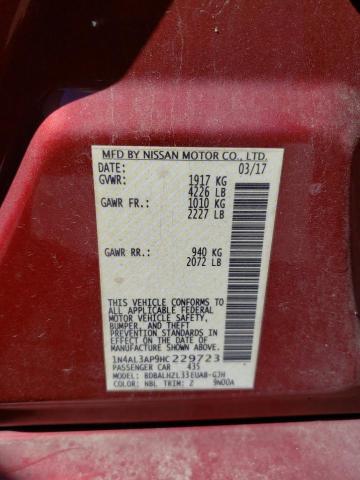 MFD BY NISSAN MOTOR CO., LTD.
DATE: 03/17
GVWR: 1917 KG
4226 LB
GAWR FR.: 1010 KG
2227 LB
GAWR RR.: 940 KG
2072 LB
THIS VEHICLE CONFORMS TO
ALL APPLICABLE FEDERAL
MOTOR VEHICLE SAFETY,
BUMPER, AND THEFT
PREVENTION STANDARDS IN
EFFECT ON THE DATE OF
MANUFACTURE SHOWN ABOVE.
1N4AL3AP9HC229723
PASSENGER CAR 435
MODEL: BDBALHZL33EUAB-GJH
COLOR: NBL TRIM: Z 9N00A